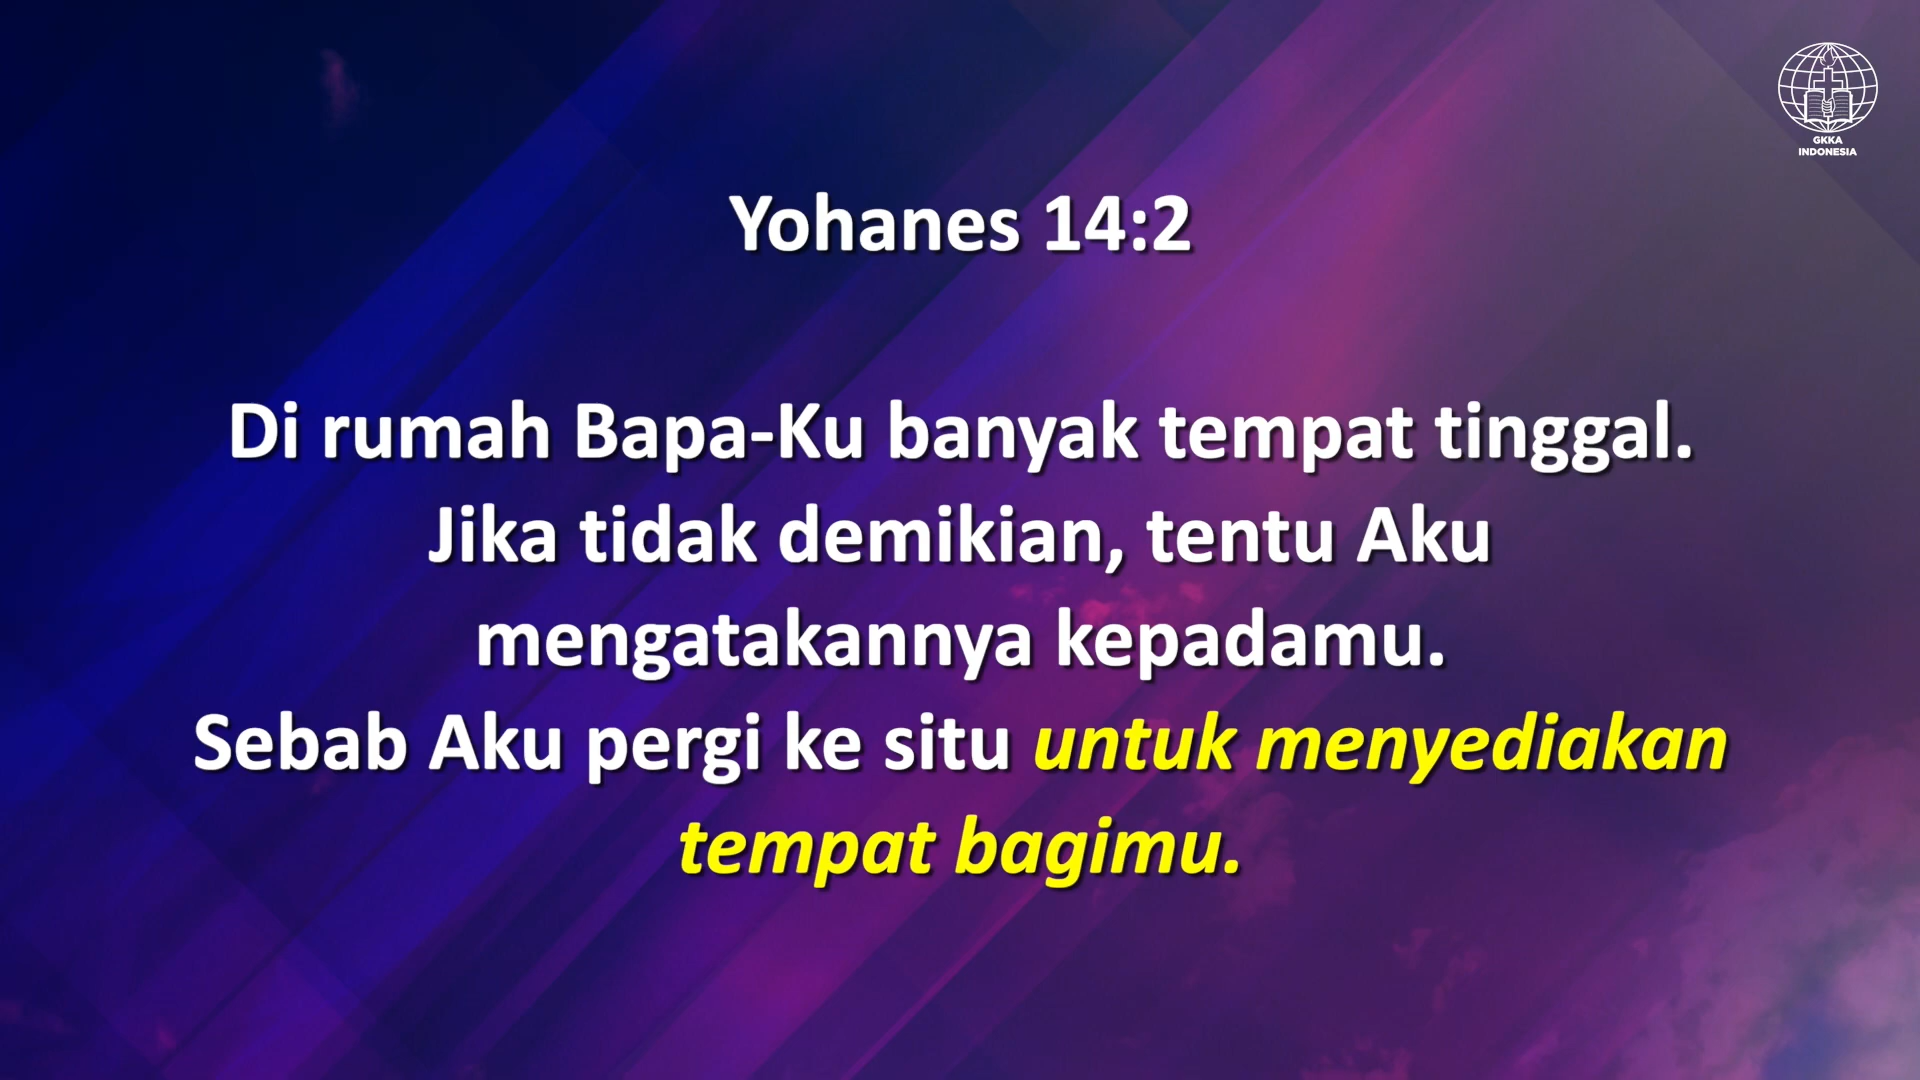 GKKA
INDONESIA
Yohanes 14:2
Di rumah Bapa-Ku banyak tempat tinggal.
Jika tidak demikian, tentu Aku
mengatakannya kepadamu.
Sebab Aku pergi ke situ untuk menyediakan
tempat bagimu.